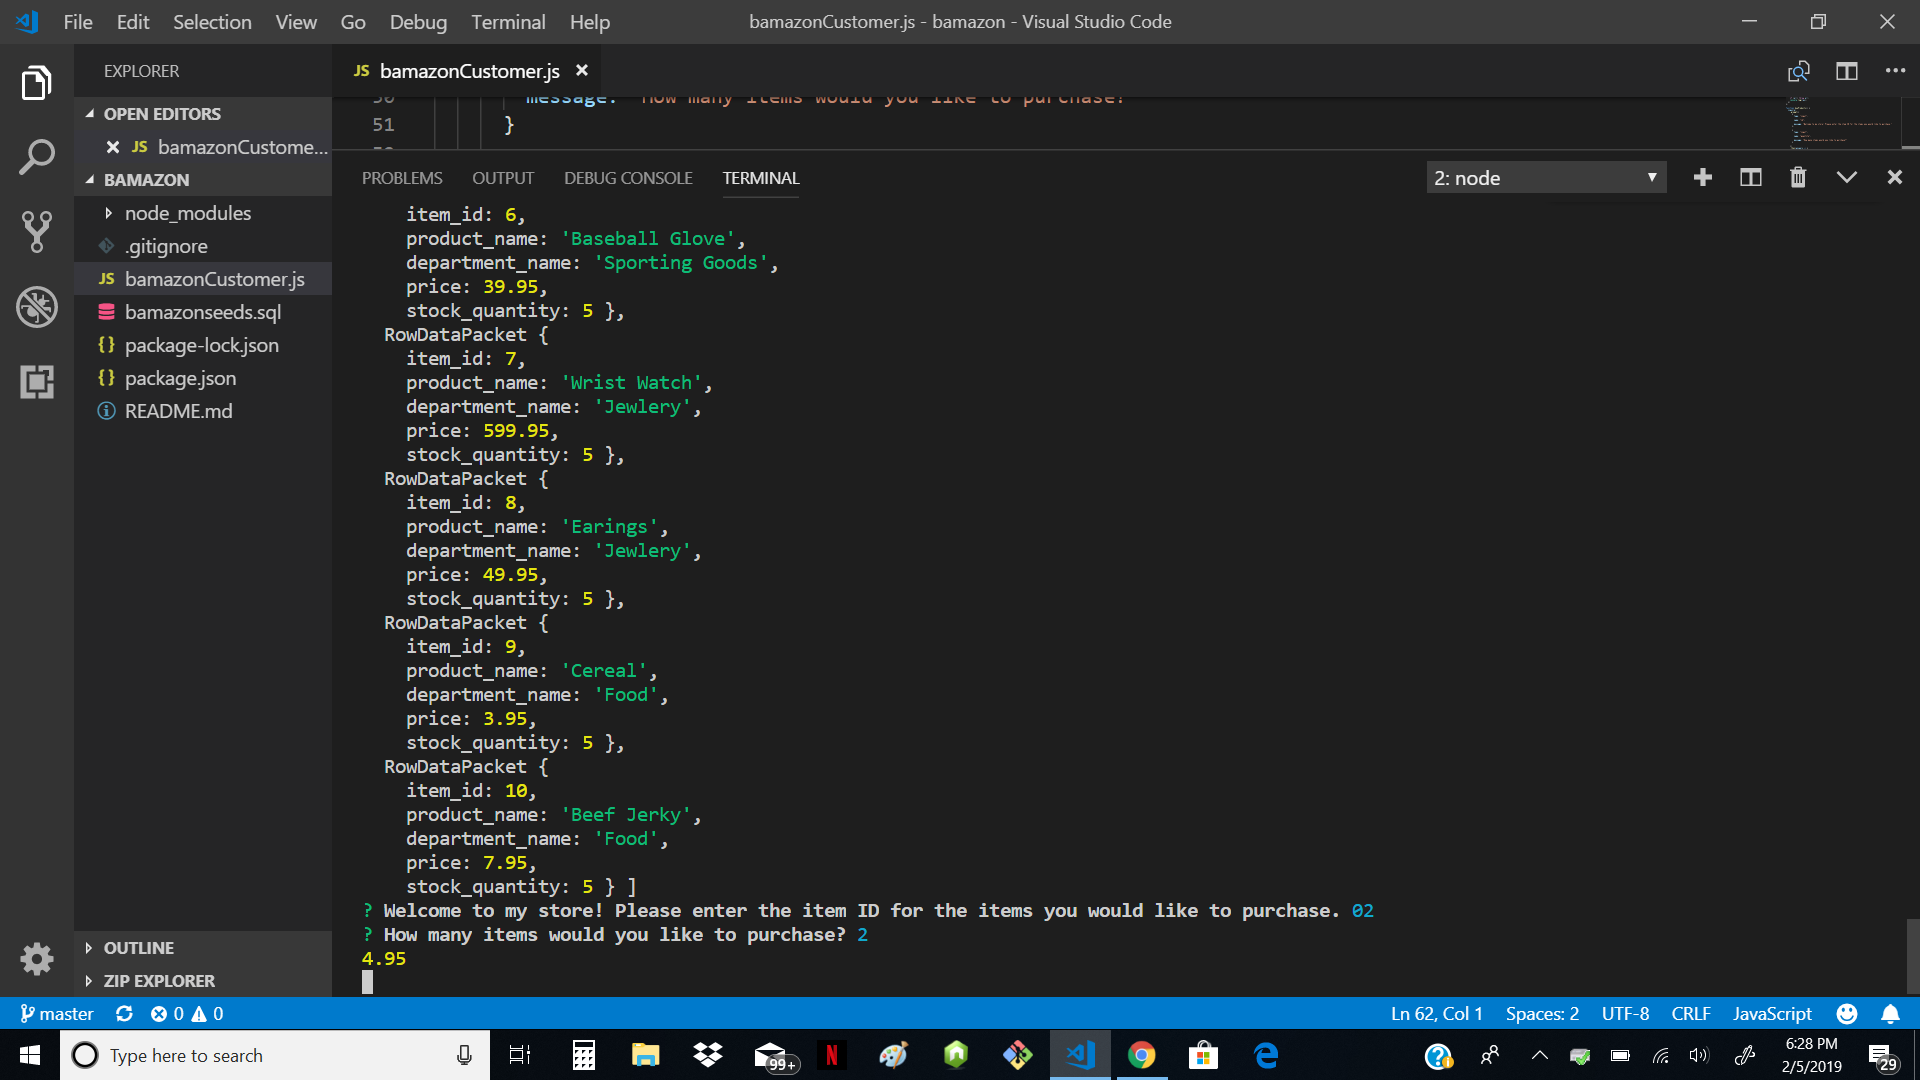 File Edit Selection View Go Debug Terminal Help
bamazonCustomer.js - bamazon - Visual Studio Code
EXPLORER
OPEN EDITORS
JS bamazonCustome...
BAMAZON
node_modules
.gitignore
JS bamazonCustomer.js
bamazonseeds.sql
{} package-lock.json
{} package.json
README.md
OUTLINE
ZIP EXPLORER
JS bamazonCustomer.js
50 message: "How many items would you like to purchase?
51 }
PROBLEMS OUTPUT DEBUG CONSOLE TERMINAL
2: node
item_id: 6,
product_name: 'Baseball Glove',
department_name: 'Sporting Goods',
price: 39.95,
stock_quantity: 5 },
RowDataPacket {
item_id: 7,
product_name: 'Wrist Watch',
department_name: 'Jewlery',
price: 599.95,
stock_quantity: 5 },
RowDataPacket {
item_id: 8,
product_name: 'Earings',
department_name: 'Jewlery',
price: 49.95,
stock_quantity: 5 },
RowDataPacket {
item_id: 9,
product_name: 'Cereal',
department_name: 'Food',
price: 3.95,
stock_quantity: 5 },
RowDataPacket {
item_id: 10,
product_name: 'Beef Jerky',
department_name: 'Food',
price: 7.95,
stock_quantity: 5 } ]
? Welcome to my store! Please enter the item ID for the items you would like to purchase. 02
? How many items would you like to purchase? 2
4.95
master 0 0
Ln 62, Col 1 Spaces: 2 UTF-8 CRLF JavaScript
Type here to search
99+
N
6:28 PM
2/5/2019
29